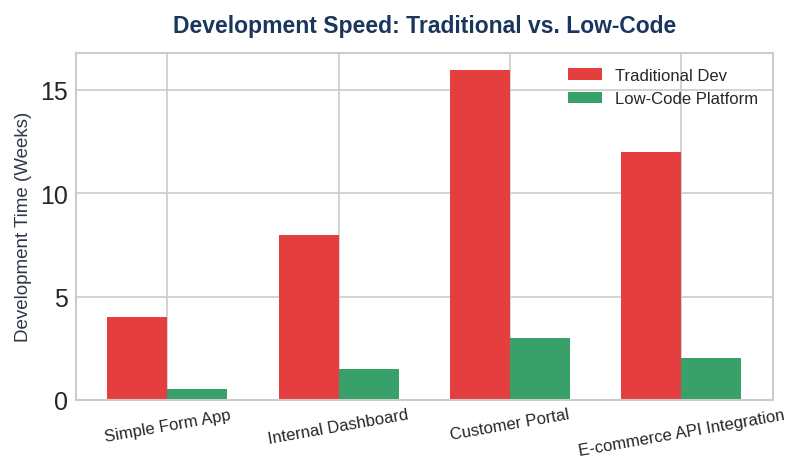 Development Speed: Traditional vs. Low-Code
Traditional Dev
Low-Code Platform
Development Time (Weeks)
15
10
5
0
Simple Form App
Internal Dashboard
Customer Portal
E-commerce API Integration